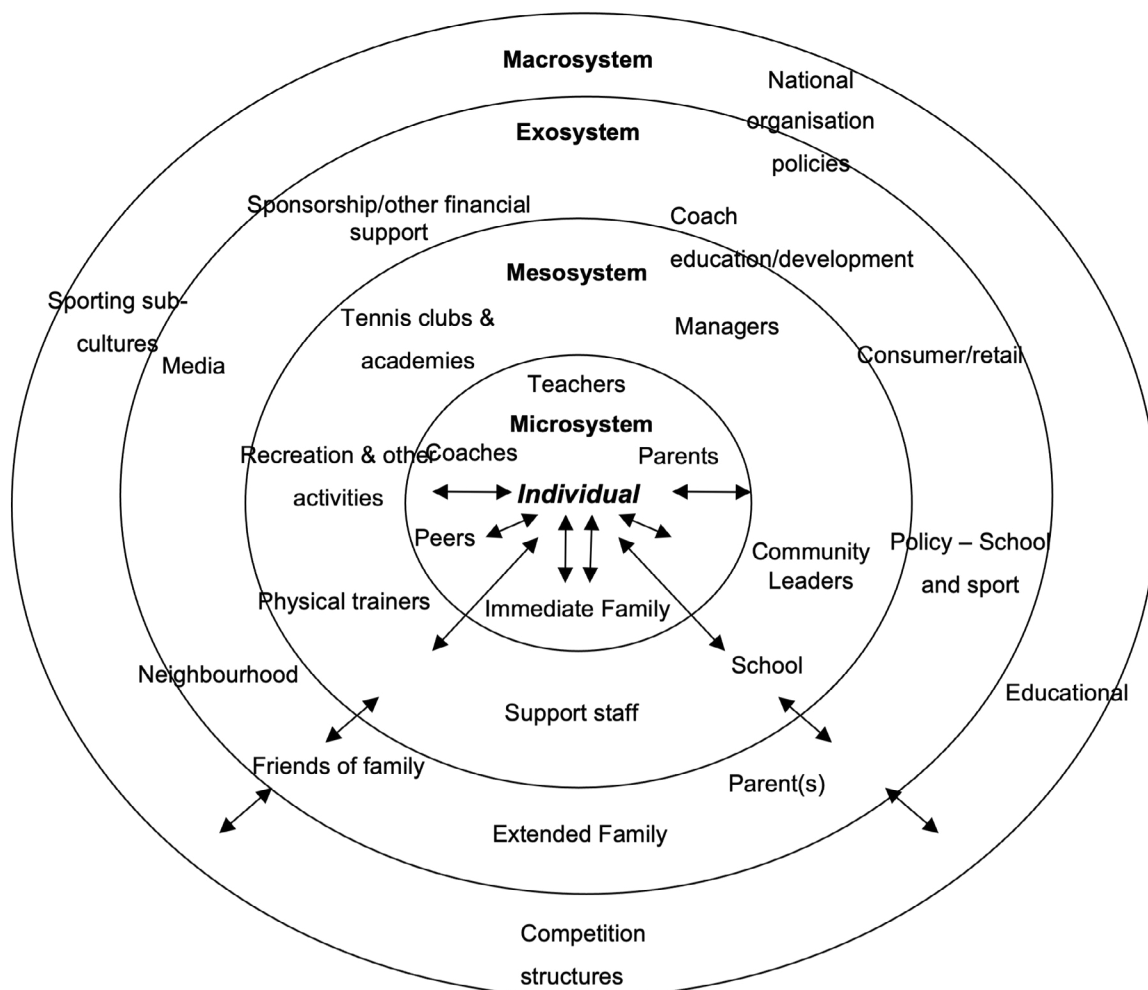 Macrosystem
National
organisation
policies
Exosystem
Sponsorship/other financial
support
Coach
education/development
Mesosystem
Sporting sub-
cultures
Media
Tennis clubs &
academies
Managers
Consumer/retail
Teachers
Microsystem
Recreation & other
activities
Coaches
Parents
Individual
Peers
Community
Leaders
Policy – School
and sport
Physical trainers
Immediate Family
School
Neighbourhood
Educational
Support staff
Friends of family
Parent(s)
Extended Family
Competition
structures